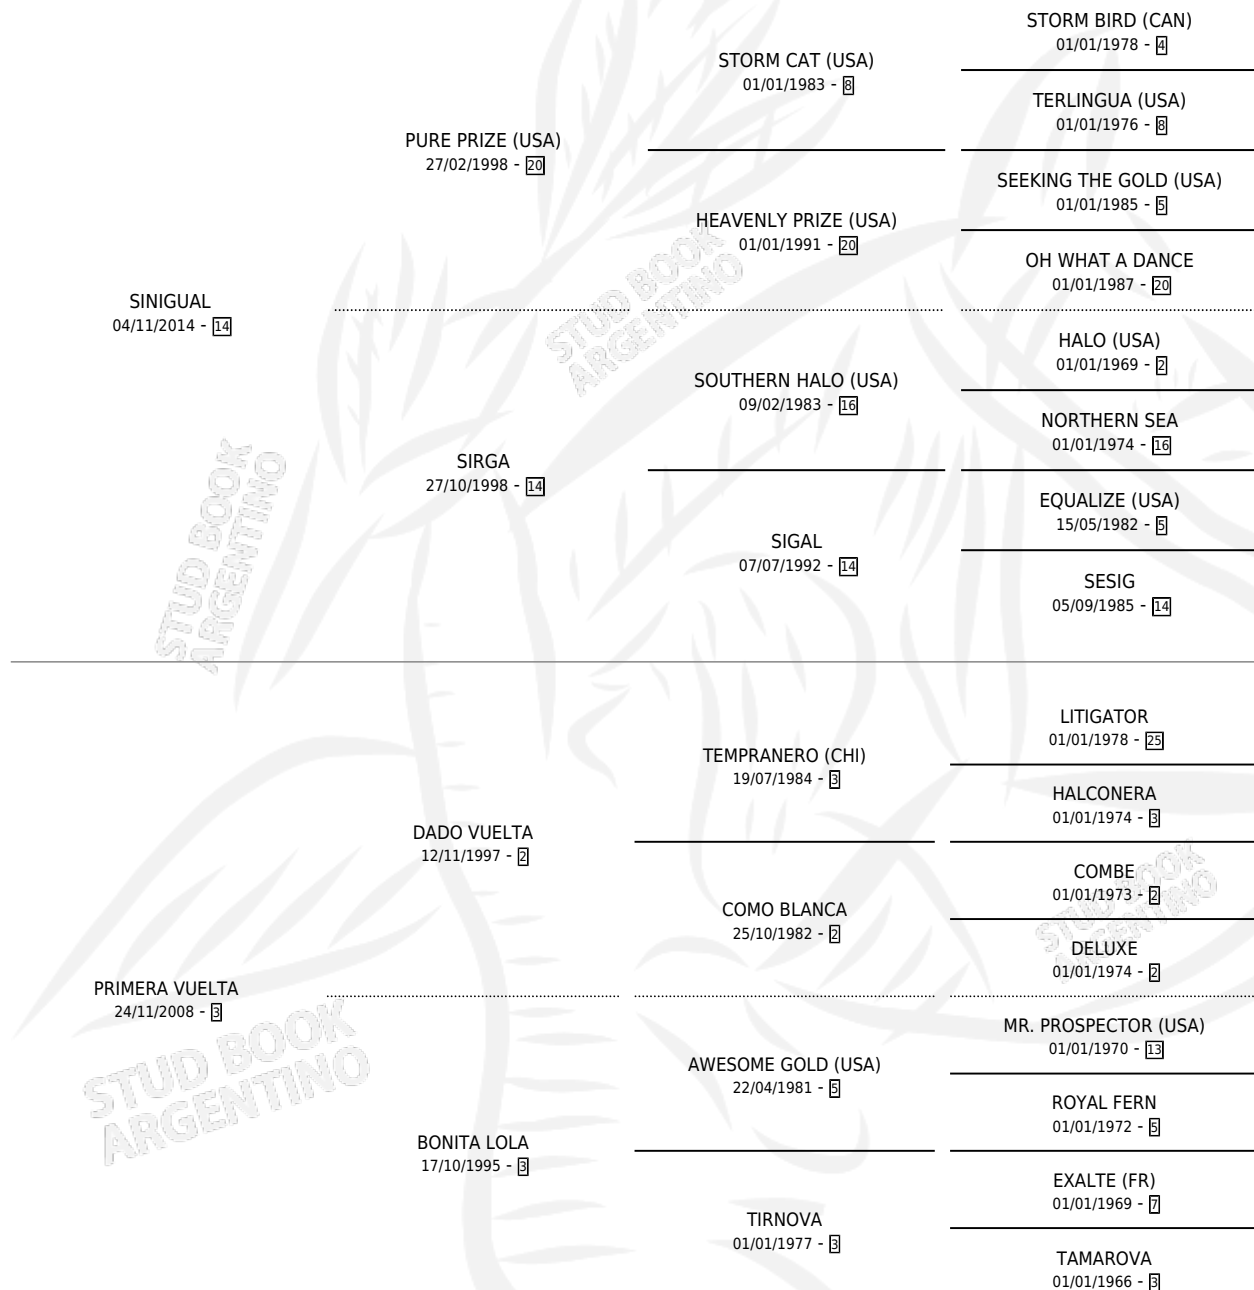 STORM BIRD (CAN)
01/01/1978 - 4
STORM CAT (USA)
01/01/1983 - 8
TERLINGUA (USA)
01/01/1976 - 8
PURE PRIZE (USA)
27/02/1998 - 20
SEEKING THE GOLD (USA)
01/01/1985 - 5
HEAVENLY PRIZE (USA)
01/01/1991 - 20
OH WHAT A DANCE
01/01/1987 - 20
SINIGUAL
04/11/2014 - 14
STUD BOOK
ARGENTINO
HALO (USA)
01/01/1969 - 2
SOUTHERN HALO (USA)
09/02/1983 - 16
NORTHERN SEA
01/01/1974 - 16
SIRGA
27/10/1998 - 14
EQUALIZE (USA)
15/05/1982 - 5
SIGAL
07/07/1992 - 14
SESIG
05/09/1985 - 14
STUD BOOK
ARGENTINO
LITIGATOR
01/01/1978 - 25
TEMPRANERO (CHI)
19/07/1984 - 3
HALCONERA
01/01/1974 - 3
DADO VUELTA
12/11/1997 - 2
COMBE
01/01/1973 - 2
COMO BLANCA
25/10/1982 - 2
DELUXE
01/01/1974 - 2
STUD BOOK
ARGENTINO
PRIMERA VUELTA
24/11/2008 - 3
STUD BOOK
ARGENTINO
MR. PROSPECTOR (USA)
01/01/1970 - 13
AWESOME GOLD (USA)
22/04/1981 - 5
ROYAL FERN
01/01/1972 - 5
BONITA LOLA
17/10/1995 - 3
EXALTE (FR)
01/01/1969 - 7
TIRNOVA
01/01/1977 - 3
TAMAROVA
01/01/1966 - 3